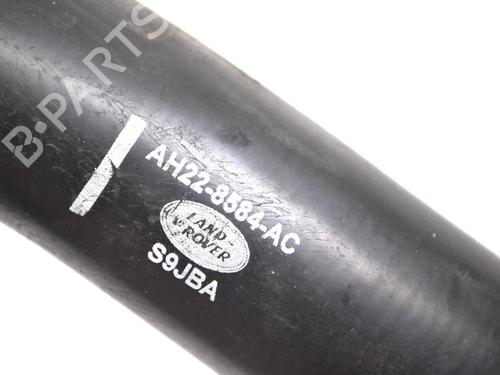 B-PARTS
AH22-8584-AC
LAND-
ROVER
S9JBA